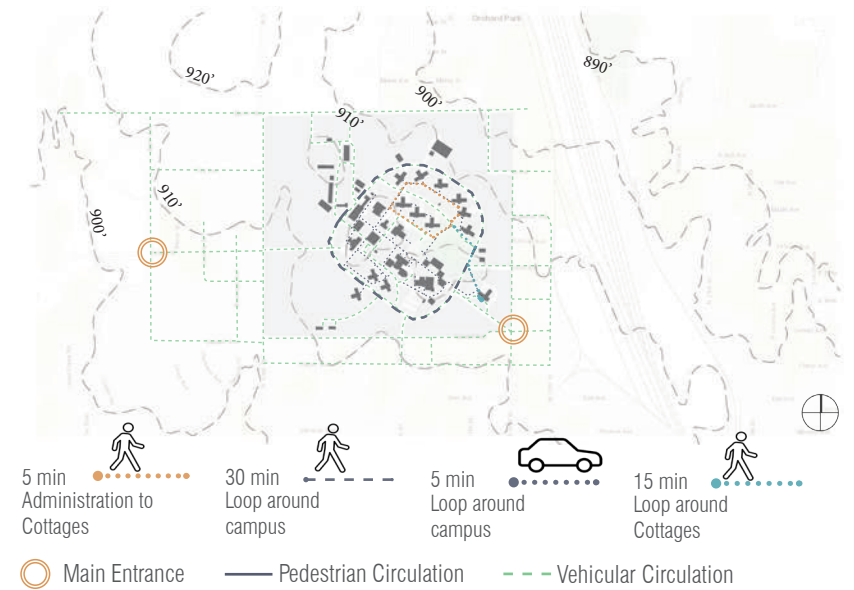 Orchard Park
920'
890'
900'
910'
910'
900'
5 min
Administration to
Cottages
30 min
Loop around
campus
5 min
Loop around
campus
15 min
Loop around
Cottages
Main Entrance
Pedestrian Circulation
Vehicular Circulation